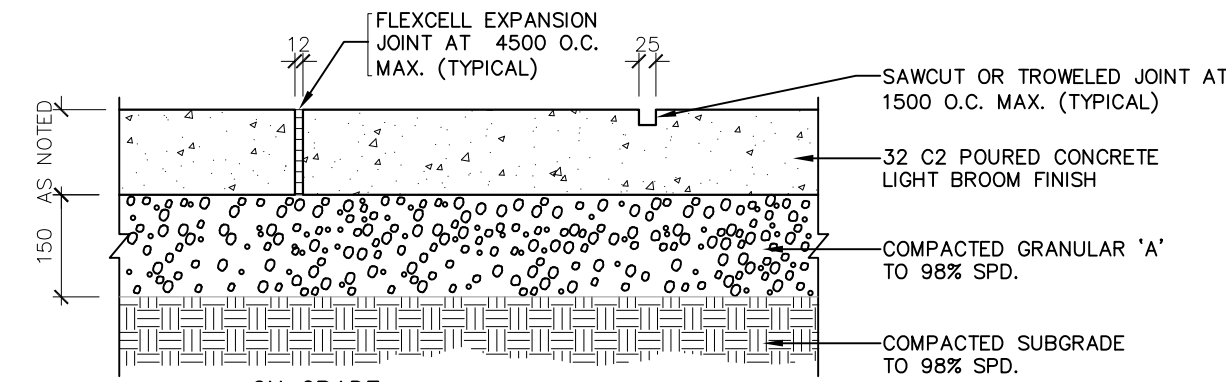 FLEXCELL EXPANSION
JOINT AT 4500 O.C.
MAX. (TYPICAL)
12
25
SAWCUT OR TROWELED JOINT AT
1500 O.C. MAX. (TYPICAL)
AS NOTED
32 C2 POURED CONCRETE
LIGHT BROOM FINISH
150
COMPACTED GRANULAR 'A'
TO 98% SPD.
COMPACTED SUBGRADE
TO 98% SPD.